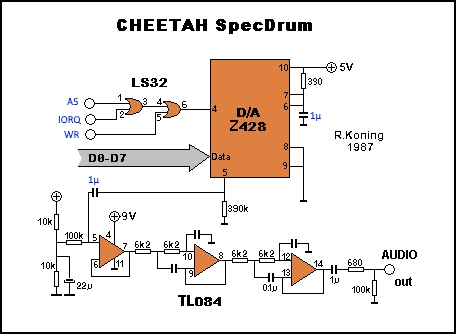 CHEETAH SpecDrum
LS32
A5
IORQ
WR
1
2
3
4
5
6
4
D/A
Z428
10
7
6
8
9
5V
390
1µ
R.Koning
1987
D0-D7
Data
5
1µ
390k
10k
100k
10k
22µ
9V
5
4
7
6
11
6k2
6k2
10
9
8
6k2
6k2
0.1µ
12
13
14
1µ
680
100k
AUDIO
out
TL084